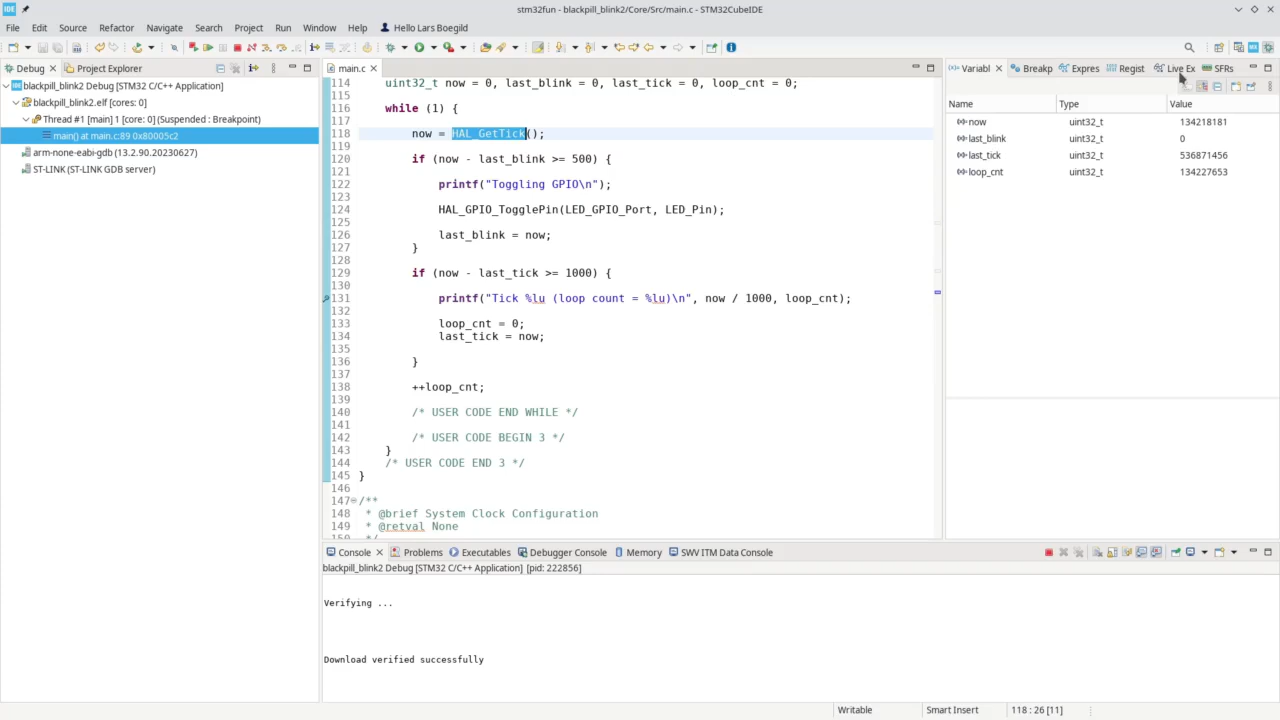 IDE stm32fun - blackpill_blink2/Core/Src/main.c - STM32CubeIDE
File Edit Source Refactor Navigate Search Project Run Window Help Hello Lars Boegild
Debug Project Explorer
blackpill_blink2 Debug [STM32 C/C++ Application]
blackpill_blink2.elf [cores: 0]
Thread #1 [main] 1 [core: 0] (Suspended : Breakpoint)
main() at main.c:89 0x80005c2
arm-none-eabi-gdb (13.2.90.20230627)
ST-LINK (ST-LINK GDB server)
main.c
114 uint32_t now = 0, last_blink = 0, last_tick = 0, loop_cnt = 0;
115
116 while (1) {
117
118 now = HAL_GetTick();
119
120 if (now - last_blink >= 500) {
121
122 printf("Toggling GPIO\n");
123
124 HAL_GPIO_TogglePin(LED_GPIO_Port, LED_Pin);
125
126 last_blink = now;
127 }
128
129 if (now - last_tick >= 1000) {
130
131 printf("Tick %lu (loop count = %lu)\n", now / 1000, loop_cnt);
132
133 loop_cnt = 0;
134 last_tick = now;
135
136 }
137
138 ++loop_cnt;
139
140 /* USER CODE END WHILE */
141
142 /* USER CODE BEGIN 3 */
143 }
144 /* USER CODE END 3 */
145 }
146
147 /**
148 * @brief System Clock Configuration
149 * @retval None
150 */
Variabl Breakp Expres Regist Live Ex SFRs
Name Type Value
now uint32_t 134218181
last_blink uint32_t 0
last_tick uint32_t 536871456
loop_cnt uint32_t 134227653
Console Problems Executables Debugger Console Memory SWV ITM Data Console
blackpill_blink2 Debug [STM32 C/C++ Application] [pid: 222856]
Verifying ...
Download verified successfully
Writable Smart Insert 118 : 26 [11]